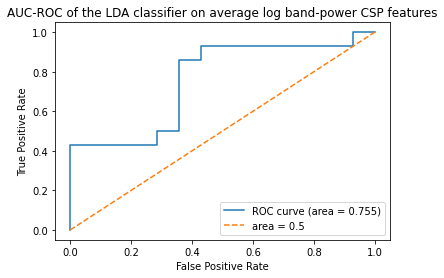 AUC-ROC of the LDA classifier on average log band-power CSP features
1.0
0.8
0.6
0.4
0.2
0.0
True Positive Rate
ROC curve (area = 0.755)
area = 0.5
0.0 0.2 0.4 0.6 0.8 1.0
False Positive Rate